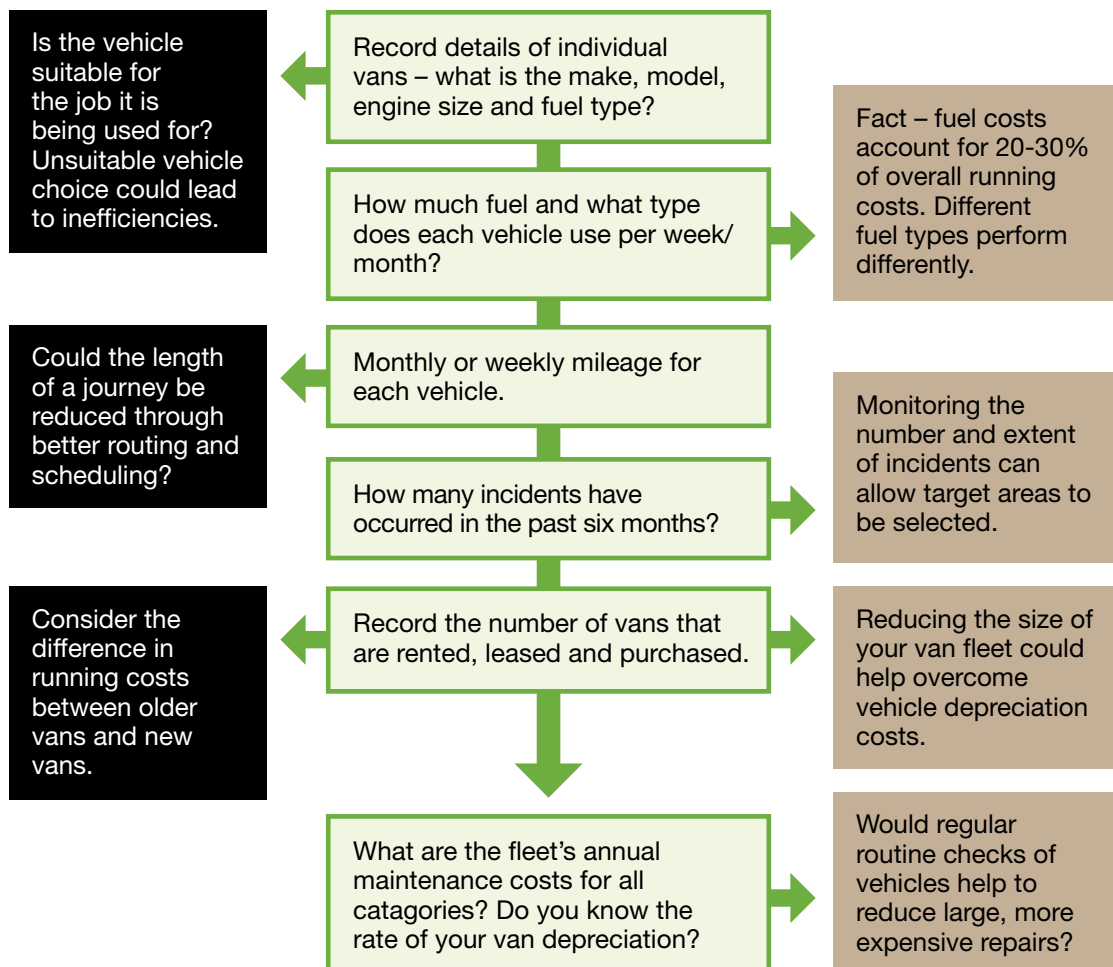 Is the vehicle
suitable for
the job it is
being used for?
Unsuitable vehicle
choice could lead
to inefficiencies.
Record details of individual
vans – what is the make, model,
engine size and fuel type?
Fact – fuel costs
account for 20-30%
of overall running
costs. Different
fuel types perform
differently.
How much fuel and what type
does each vehicle use per week/
month?
Could the length
of a journey be
reduced through
better routing and
scheduling?
Monthly or weekly mileage for
each vehicle.
Monitoring the
number and extent
of incidents can
allow target areas to
be selected.
How many incidents have
occurred in the past six months?
Consider the
difference in
running costs
between older
vans and new
vans.
Record the number of vans that
are rented, leased and purchased.
Reducing the size of
your van fleet could
help overcome
vehicle depreciation
costs.
What are the fleet’s annual
maintenance costs for all
catagories? Do you know the
rate of your van depreciation?
Would regular
routine checks of
vehicles help to
reduce large, more
expensive repairs?